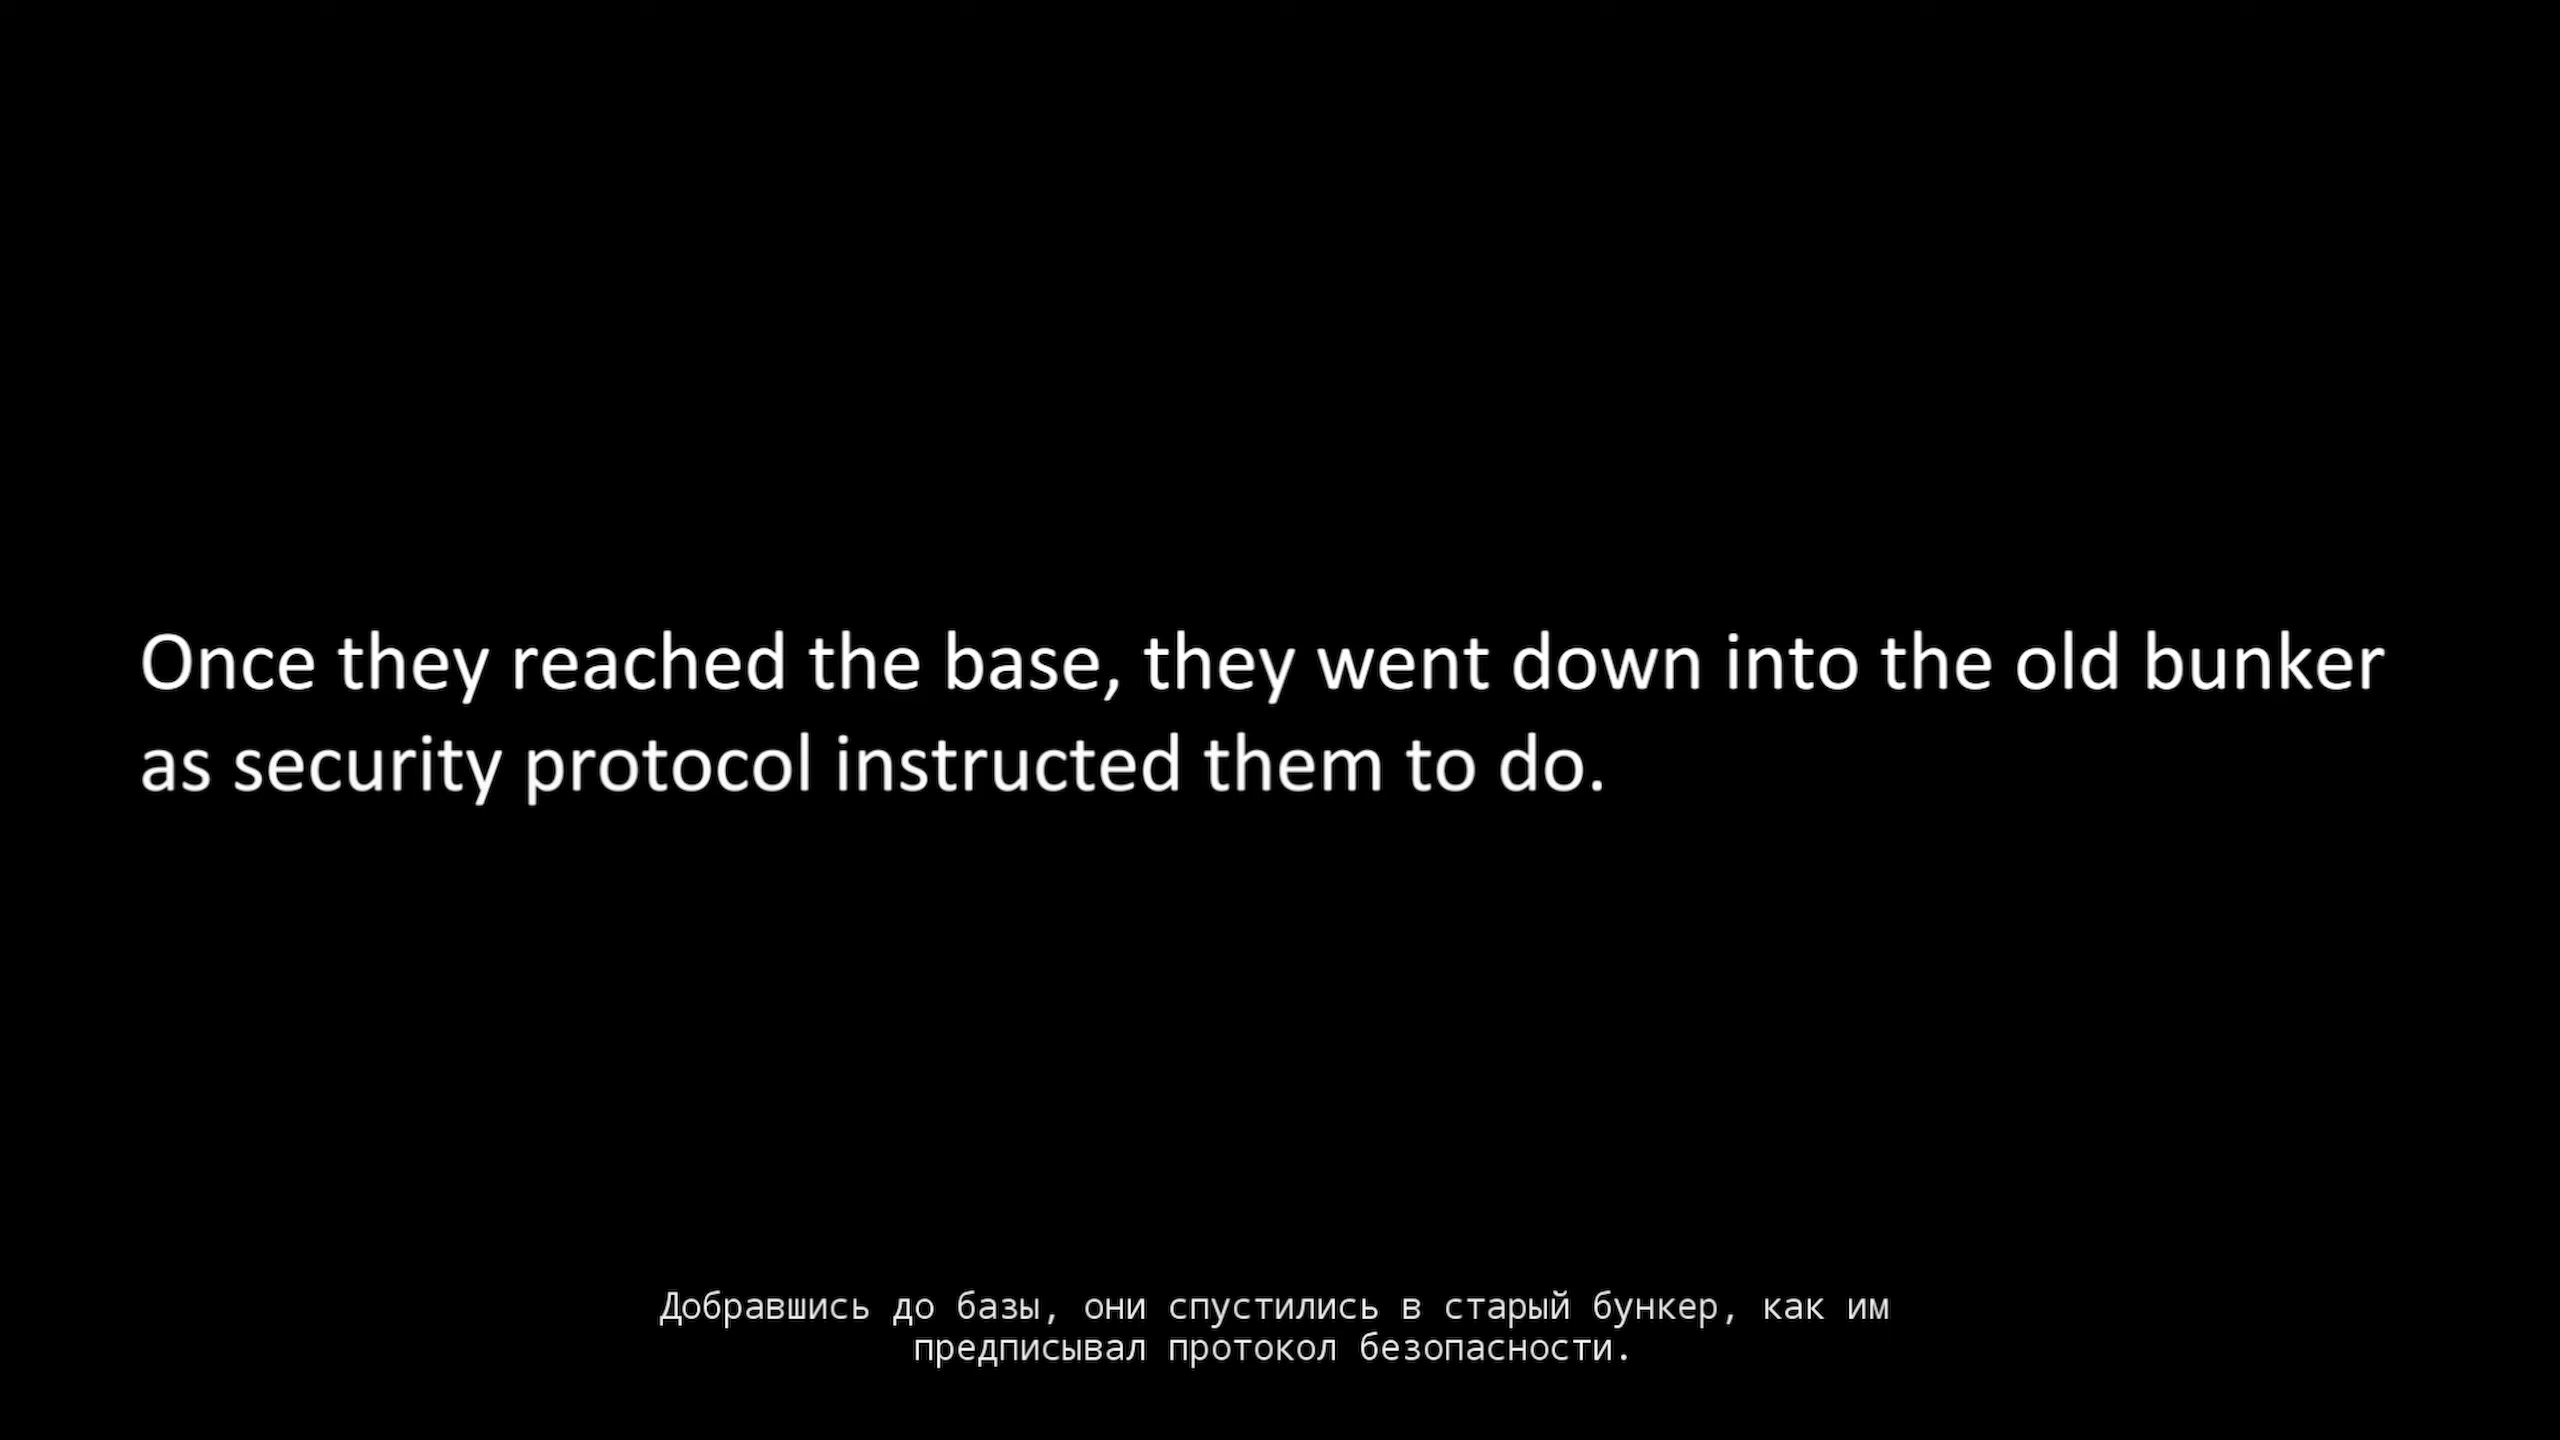 Once they reached the base, they went down into the old bunker
as security protocol instructed them to do.
Добравшись до базы, они спустились в старый бункер, как им
предписывал протокол безопасности.